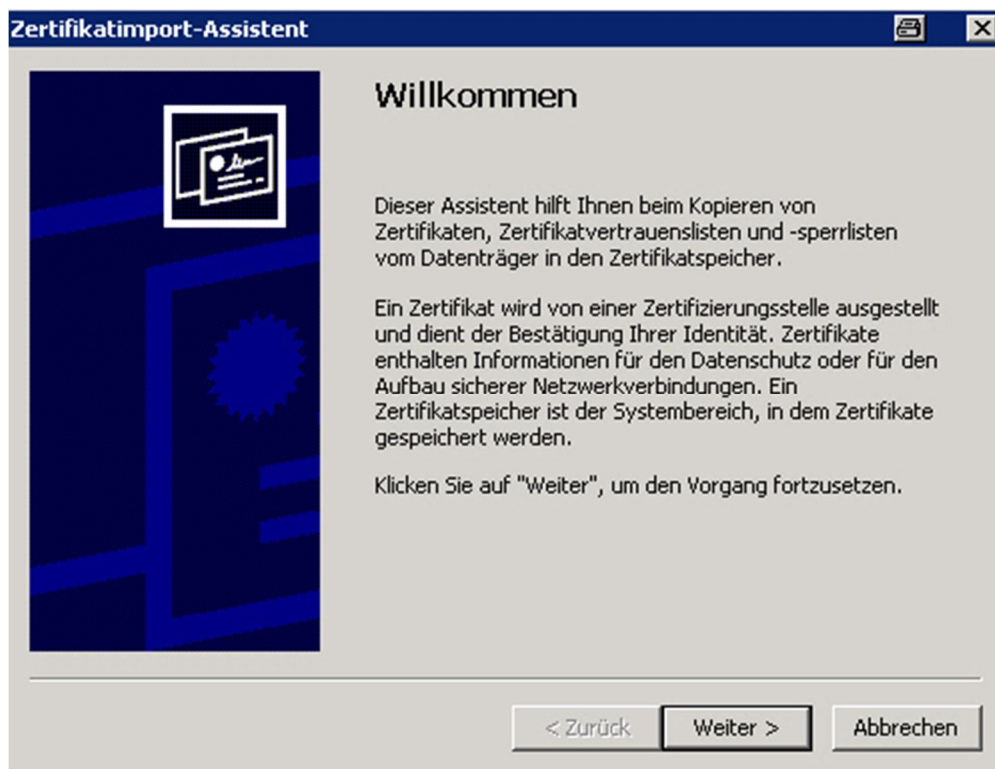 Zertifikatimport-Assistent
Willkommen
Dieser Assistent hilft Ihnen beim Kopieren von
Zertifikaten, Zertifikatvertrauenslisten und -sperrlisten
vom Datenträger in den Zertifikatspeicher.
Ein Zertifikat wird von einer Zertifizierungsstelle ausgestellt
und dient der Bestätigung Ihrer Identität. Zertifikate
enthalten Informationen für den Datenschutz oder für den
Aufbau sicherer Netzwerkverbindungen. Ein
Zertifikatspeicher ist der Systembereich, in dem Zertifikate
gespeichert werden.
Klicken Sie auf "Weiter", um den Vorgang fortzusetzen.
< Zurück Weiter > Abbrechen